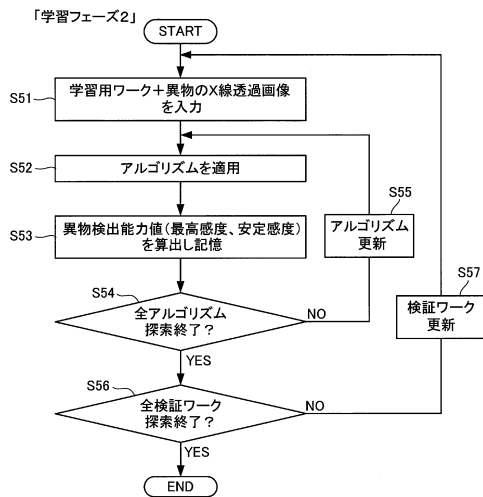 「学習フェーズ2」
START
S51
学習用ワーク+異物のX線透過画像
を入力
S52
アルゴリズムを適用
S53
異物検出能力値(最高感度、安定感度)
を算出し記憶
S54
全アルゴリズム
探索終了?
NO
YES
S55
アルゴリズム
更新
S56
全検証ワーク
探索終了?
NO
YES
S57
検証ワーク
更新
END